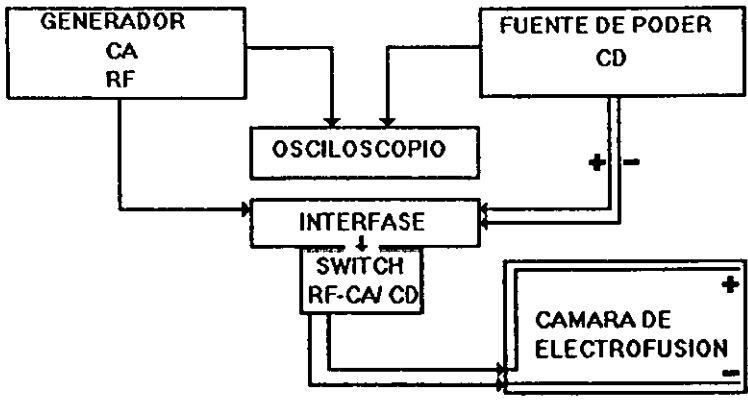 GENERADOR
CA
RF
FUENTE DE PODER
CD
OSCILOSCOPIO
+ -
INTERFASE
SWITCH
RF-CA/ CD
+
CAMARA DE
ELECTROFUSION
-